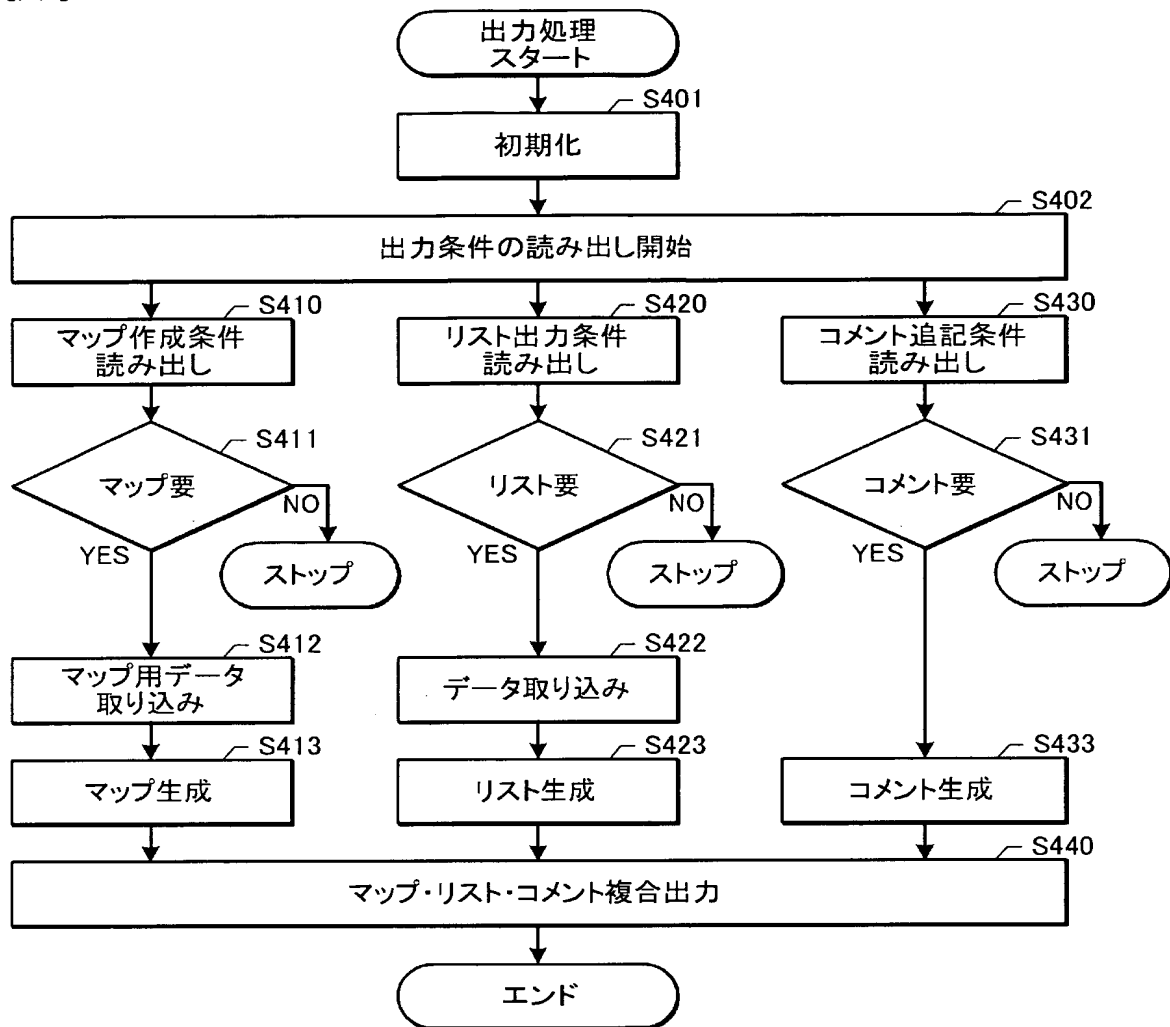 出力処理
スタート
S401
初期化
S402
出力条件の読み出し開始
S410
マップ作成条件
読み出し
S420
リスト出力条件
読み出し
S430
コメント追記条件
読み出し
S411
マップ要
NO
YES
ストップ
S421
リスト要
NO
YES
ストップ
S431
コメント要
NO
YES
ストップ
S412
マップ用データ
取り込み
S422
データ取り込み
S413
マップ生成
S423
リスト生成
S433
コメント生成
S440
マップ・リスト・コメント複合出力
エンド